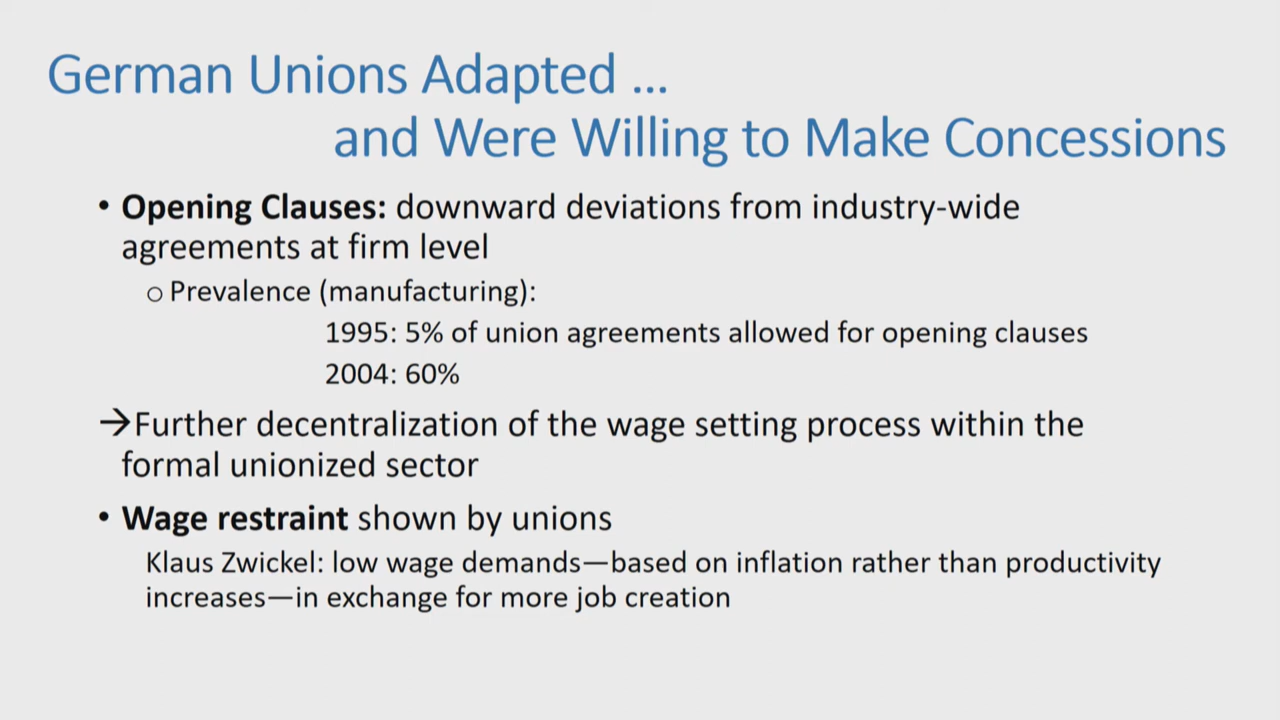 German Unions Adapted ...
and Were Willing to Make Concessions
• Opening Clauses: downward deviations from industry-wide
agreements at firm level
o Prevalence (manufacturing):
1995: 5% of union agreements allowed for opening clauses
2004: 60%
→Further decentralization of the wage setting process within the
formal unionized sector
• Wage restraint shown by unions
Klaus Zwickel: low wage demands—based on inflation rather than productivity
increases—in exchange for more job creation